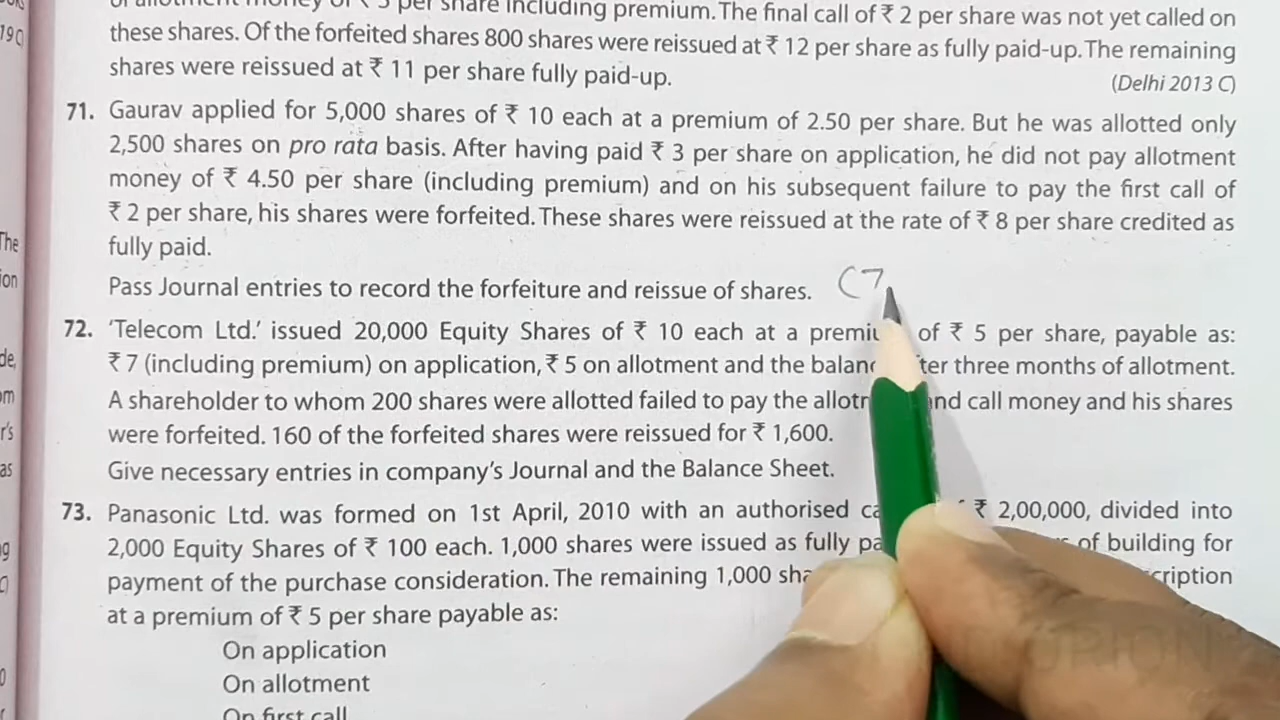 per share including premium. The final call of ₹ 2 per share was not yet called on
190
these shares. Of the forfeited shares 800 shares were reissued at ₹ 12 per share as fully paid-up. The remaining
shares were reissued at ₹ 11 per share fully paid-up.
(Delhi 2013 C)
71. Gaurav applied for 5,000 shares of ₹ 10 each at a premium of 2.50 per share. But he was allotted only
2,500 shares on pro rata basis. After having paid ₹ 3 per share on application, he did not pay allotment
money of ₹ 4.50 per share (including premium) and on his subsequent failure to pay the first call of
₹ 2 per share, his shares were forfeited. These shares were reissued at the rate of ₹ 8 per share credited as
fully paid.
Pass Journal entries to record the forfeiture and reissue of shares. (7
72. 'Telecom Ltd.' issued 20,000 Equity Shares of ₹ 10 each at a premiu of ₹ 5 per share, payable as:
₹ 7 (including premium) on application, ₹ 5 on allotment and the balanc ter three months of allotment.
A shareholder to whom 200 shares were allotted failed to pay the allotr nd call money and his shares
were forfeited. 160 of the forfeited shares were reissued for ₹ 1,600.
Give necessary entries in company's Journal and the Balance Sheet.
73. Panasonic Ltd. was formed on 1st April, 2010 with an authorised ca ₹ 2,00,000, divided into
2,000 Equity Shares of ₹ 100 each. 1,000 shares were issued as fully pa of building for
payment of the purchase consideration. The remaining 1,000 sha cription
at a premium of ₹ 5 per share payable as:
On application
On allotment
On first call